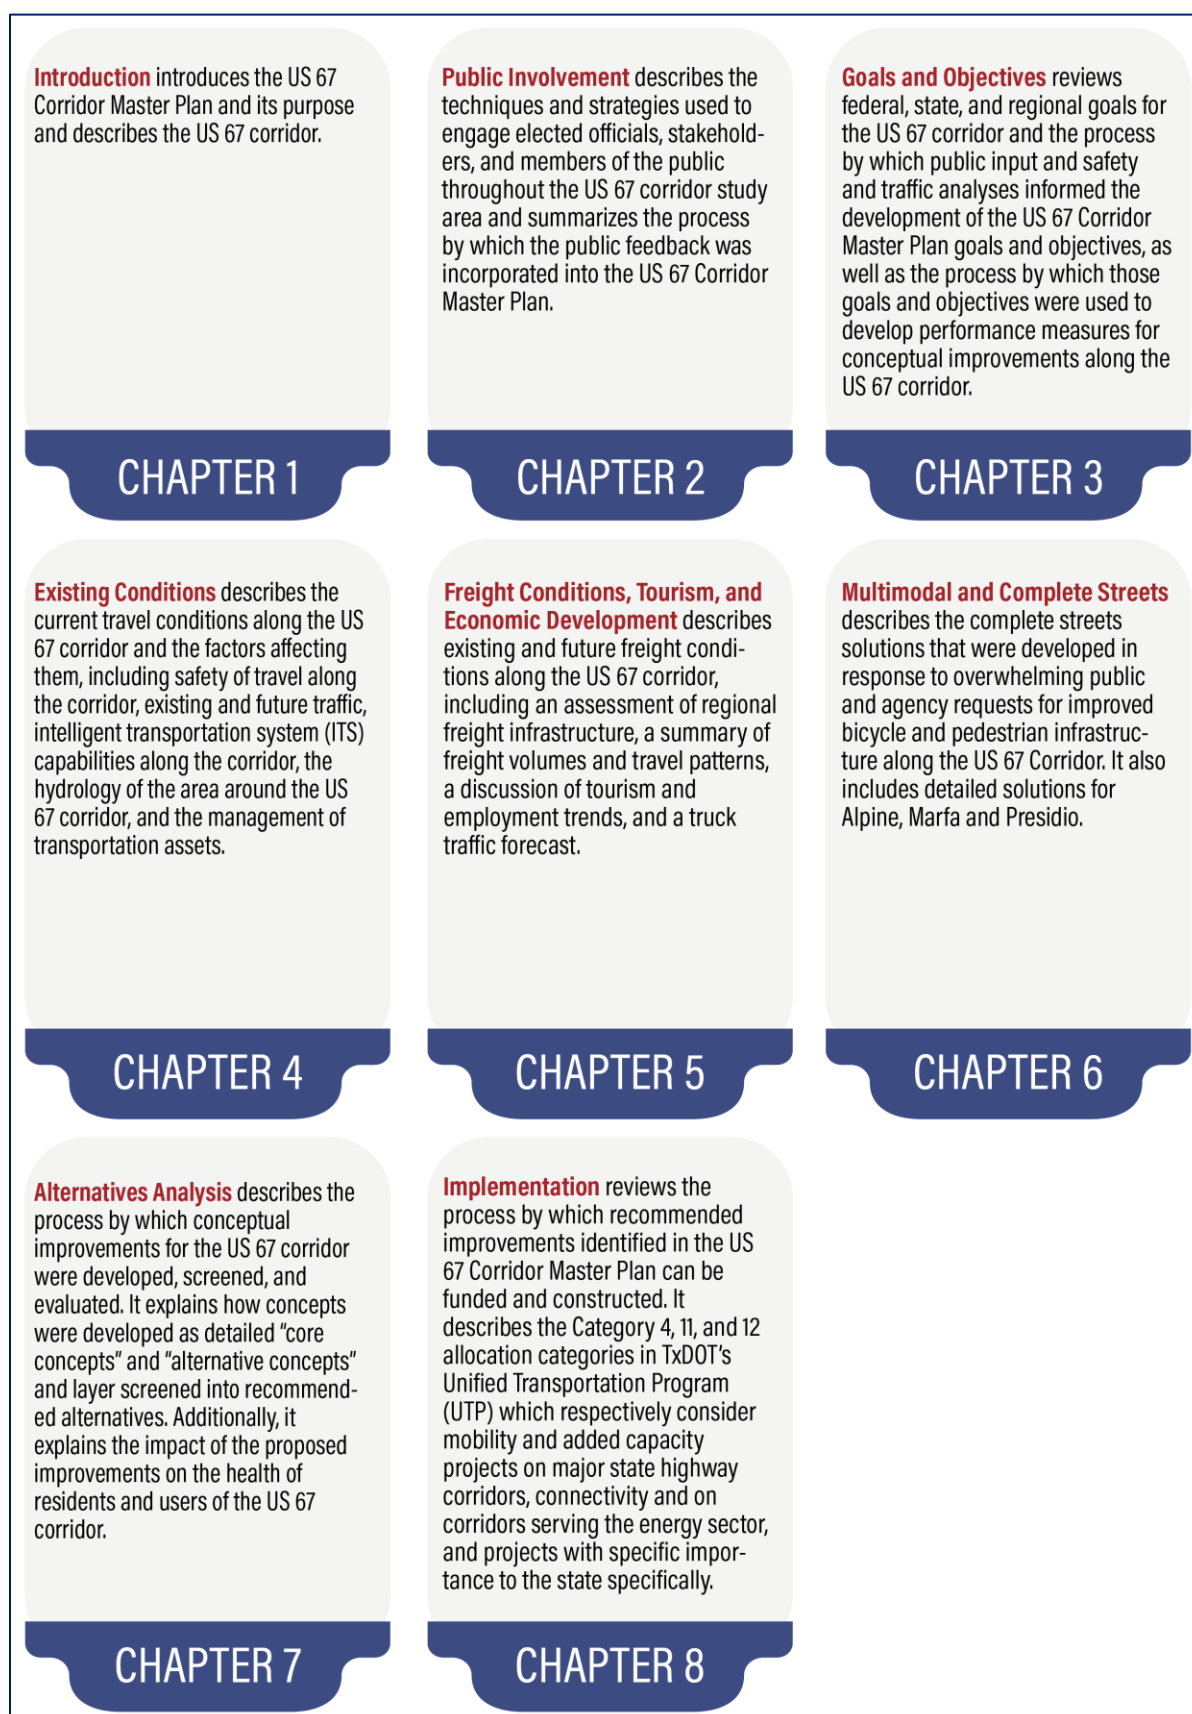 Introduction introduces the US 67
Corridor Master Plan and its purpose
and describes the US 67 corridor.
CHAPTER 1
Public Involvement describes the
techniques and strategies used to
engage elected officials, stakehold-
ers, and members of the public
throughout the US 67 corridor study
area and summarizes the process
by which the public feedback was
incorporated into the US 67 Corridor
Master Plan.
CHAPTER 2
Goals and Objectives reviews
federal, state, and regional goals for
the US 67 corridor and the process
by which public input and safety
and traffic analyses informed the
development of the US 67 Corridor
Master Plan goals and objectives, as
well as the process by which those
goals and objectives were used to
develop performance measures for
conceptual improvements along the
US 67 corridor.
CHAPTER 3
Existing Conditions describes the
current travel conditions along the US
67 corridor and the factors affecting
them, including safety of travel along
the corridor, existing and future traffic,
intelligent transportation system (ITS)
capabilities along the corridor, the
hydrology of the area around the US
67 corridor, and the management of
transportation assets.
CHAPTER 4
Freight Conditions, Tourism, and
Economic Development describes
existing and future freight condi-
tions along the US 67 corridor,
including an assessment of regional
freight infrastructure, a summary of
freight volumes and travel patterns,
a discussion of tourism and
employment trends, and a truck
traffic forecast.
CHAPTER 5
Multimodal and Complete Streets
describes the complete streets
solutions that were developed in
response to overwhelming public
and agency requests for improved
bicycle and pedestrian infrastruc-
ture along the US 67 Corridor. It also
includes detailed solutions for
Alpine, Marfa and Presidio.
CHAPTER 6
Alternatives Analysis describes the
process by which conceptual
improvements for the US 67 corridor
were developed, screened, and
evaluated. It explains how concepts
were developed as detailed “core
concepts” and “alternative concepts”
and layer screened into recommend-
ed alternatives. Additionally, it
explains the impact of the proposed
improvements on the health of
residents and users of the US 67
corridor.
CHAPTER 7
Implementation reviews the
process by which recommended
improvements identified in the US
67 Corridor Master Plan can be
funded and constructed. It
describes the Category 4, 11, and 12
allocation categories in TxDOT’s
Unified Transportation Program
(UTP) which respectively consider
mobility and added capacity
projects on major state highway
corridors, connectivity and on
corridors serving the energy sector,
and projects with specific impor-
tance to the state specifically.
CHAPTER 8